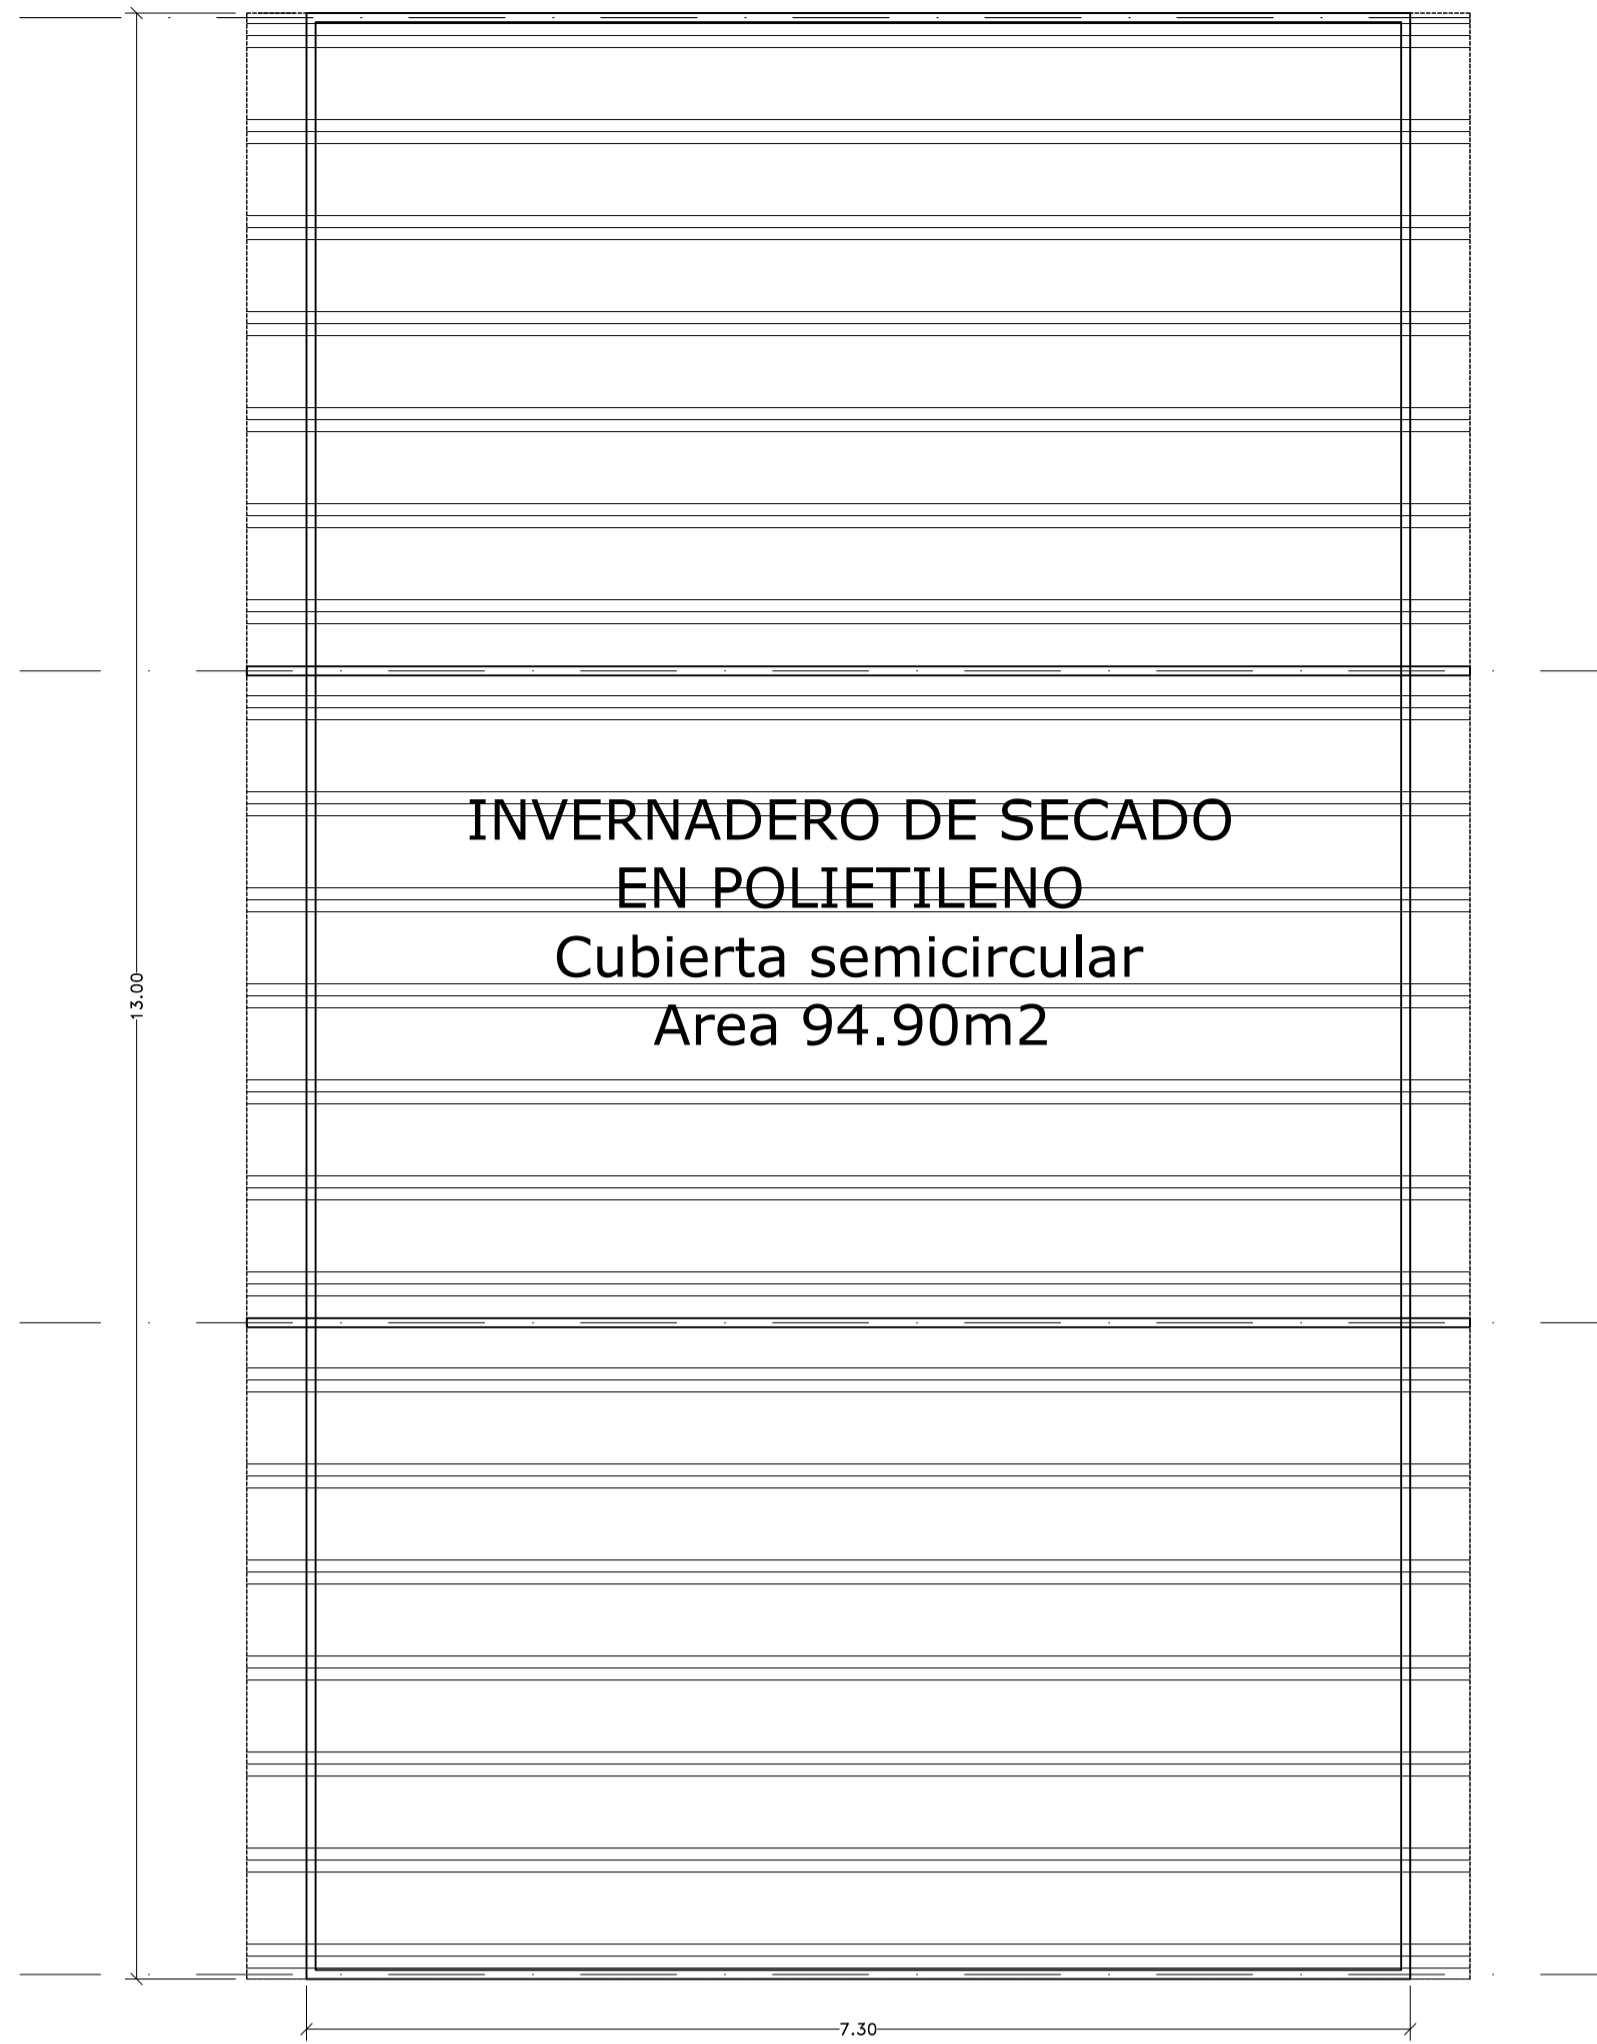 INVERNADERO DE SECADO
EN POLIETILENO
Cubierta semicircular
Area 94.90m2
13.00
7.30